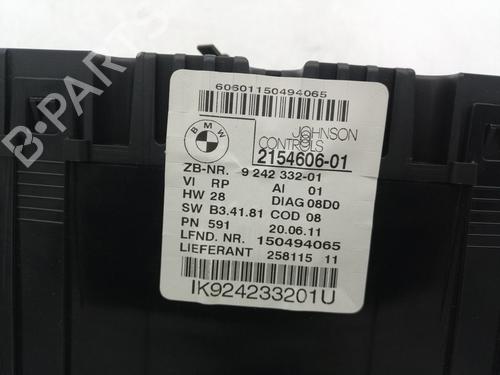 B-PARTS
60601150494065
BMW
JOHNSON
CONTROLS
2154606-01
ZB-NR. 9 242 332-01
VI RP AI 01
HW 28 DIAG 08D0
SW B3.41.81 COD 08
PN 591 20.06.11
LFND. NR. 150494065
LIEFERANT 258115 11
IK924233201U